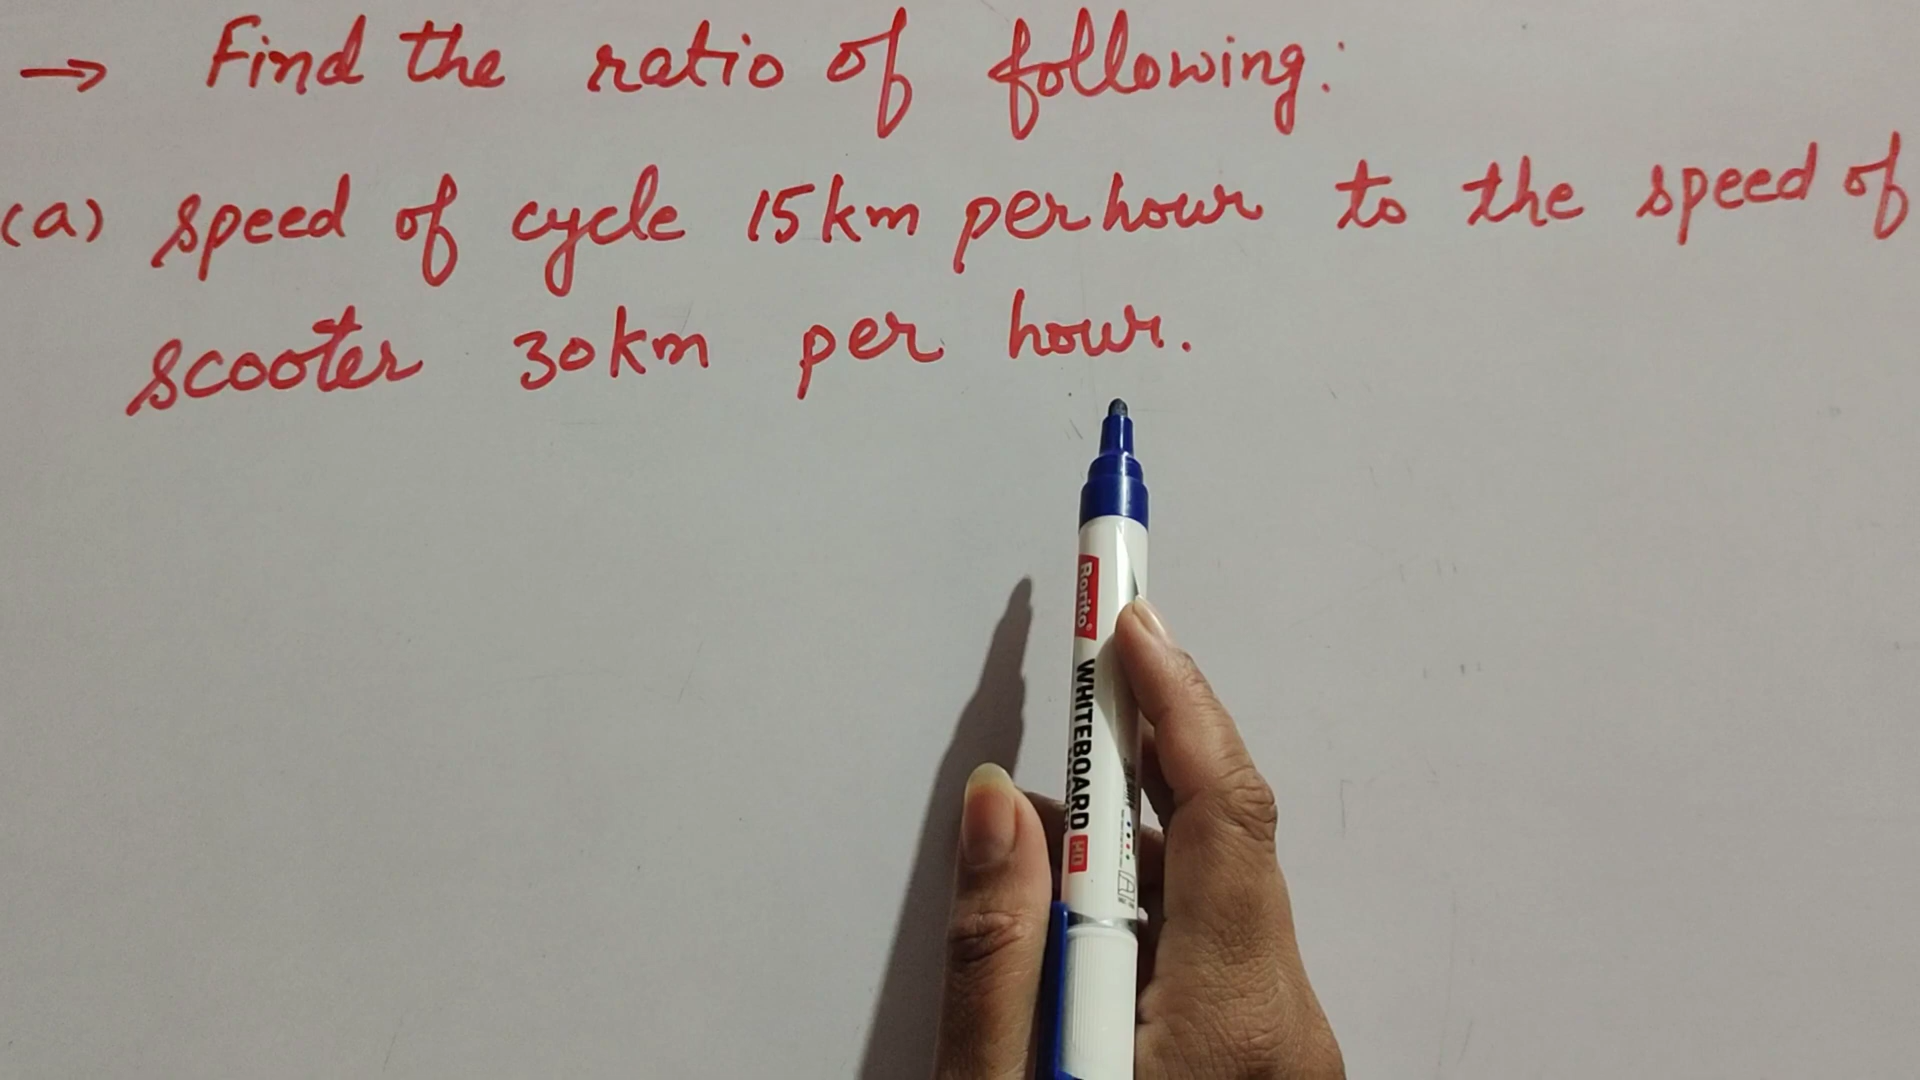 → Find the ratio of following:
(a) speed of cycle 15km per hour to the speed of
scooter 30km per hour.
Rorito®
WHITEBOARD
HD